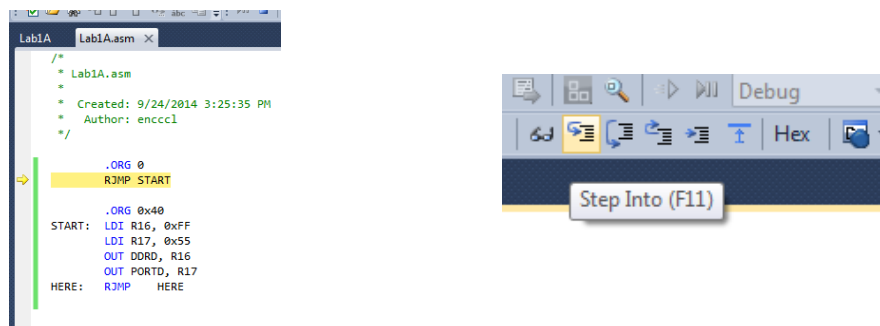 Lab1A Lab1A.asm
/*
 * Lab1A.asm
 *
 *  Created: 9/24/2014 3:25:35 PM
 *   Author: encccl
 */
.ORG 0
RJMP START
.ORG 0x40
START: LDI R16, 0xFF
LDI R17, 0x55
OUT DDRD, R16
OUT PORTD, R17
HERE: RJMP HERE
Debug
Hex
Step Into (F11)